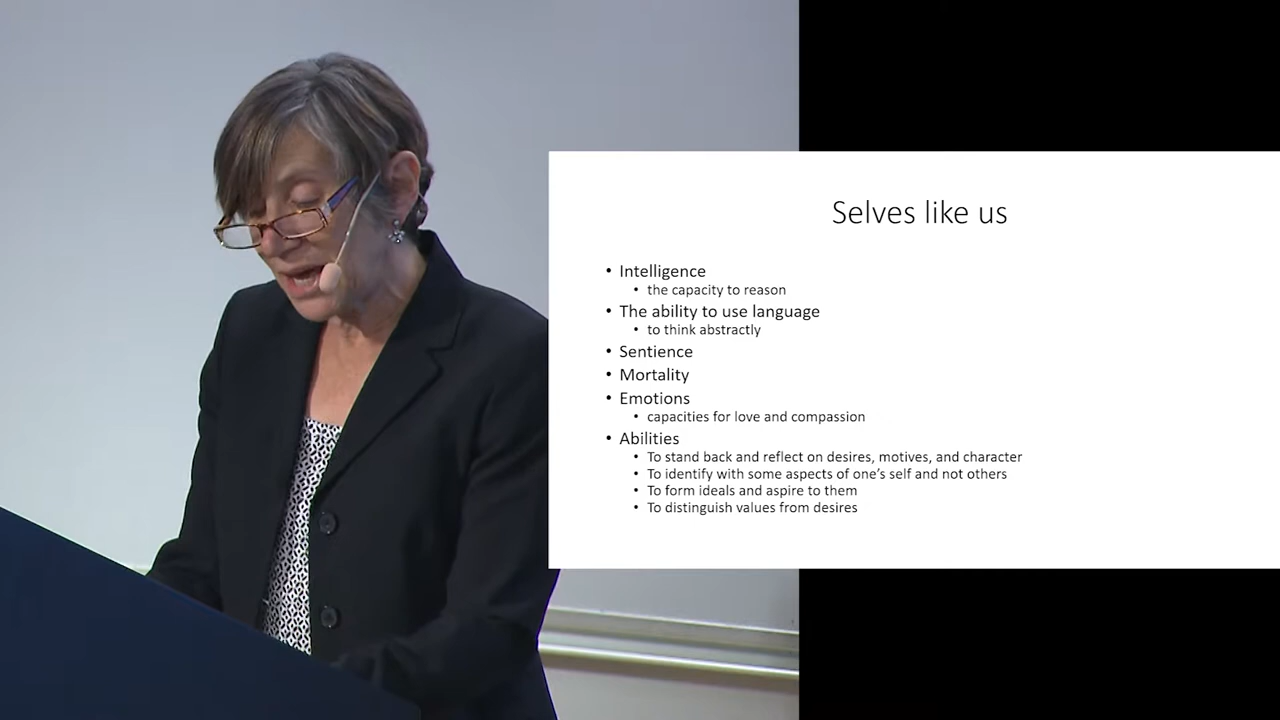 Selves like us
• Intelligence
• the capacity to reason
• The ability to use language
• to think abstractly
• Sentience
• Mortality
• Emotions
• capacities for love and compassion
• Abilities
• To stand back and reflect on desires, motives, and character
• To identify with some aspects of one's self and not others
• To form ideals and aspire to them
• To distinguish values from desires